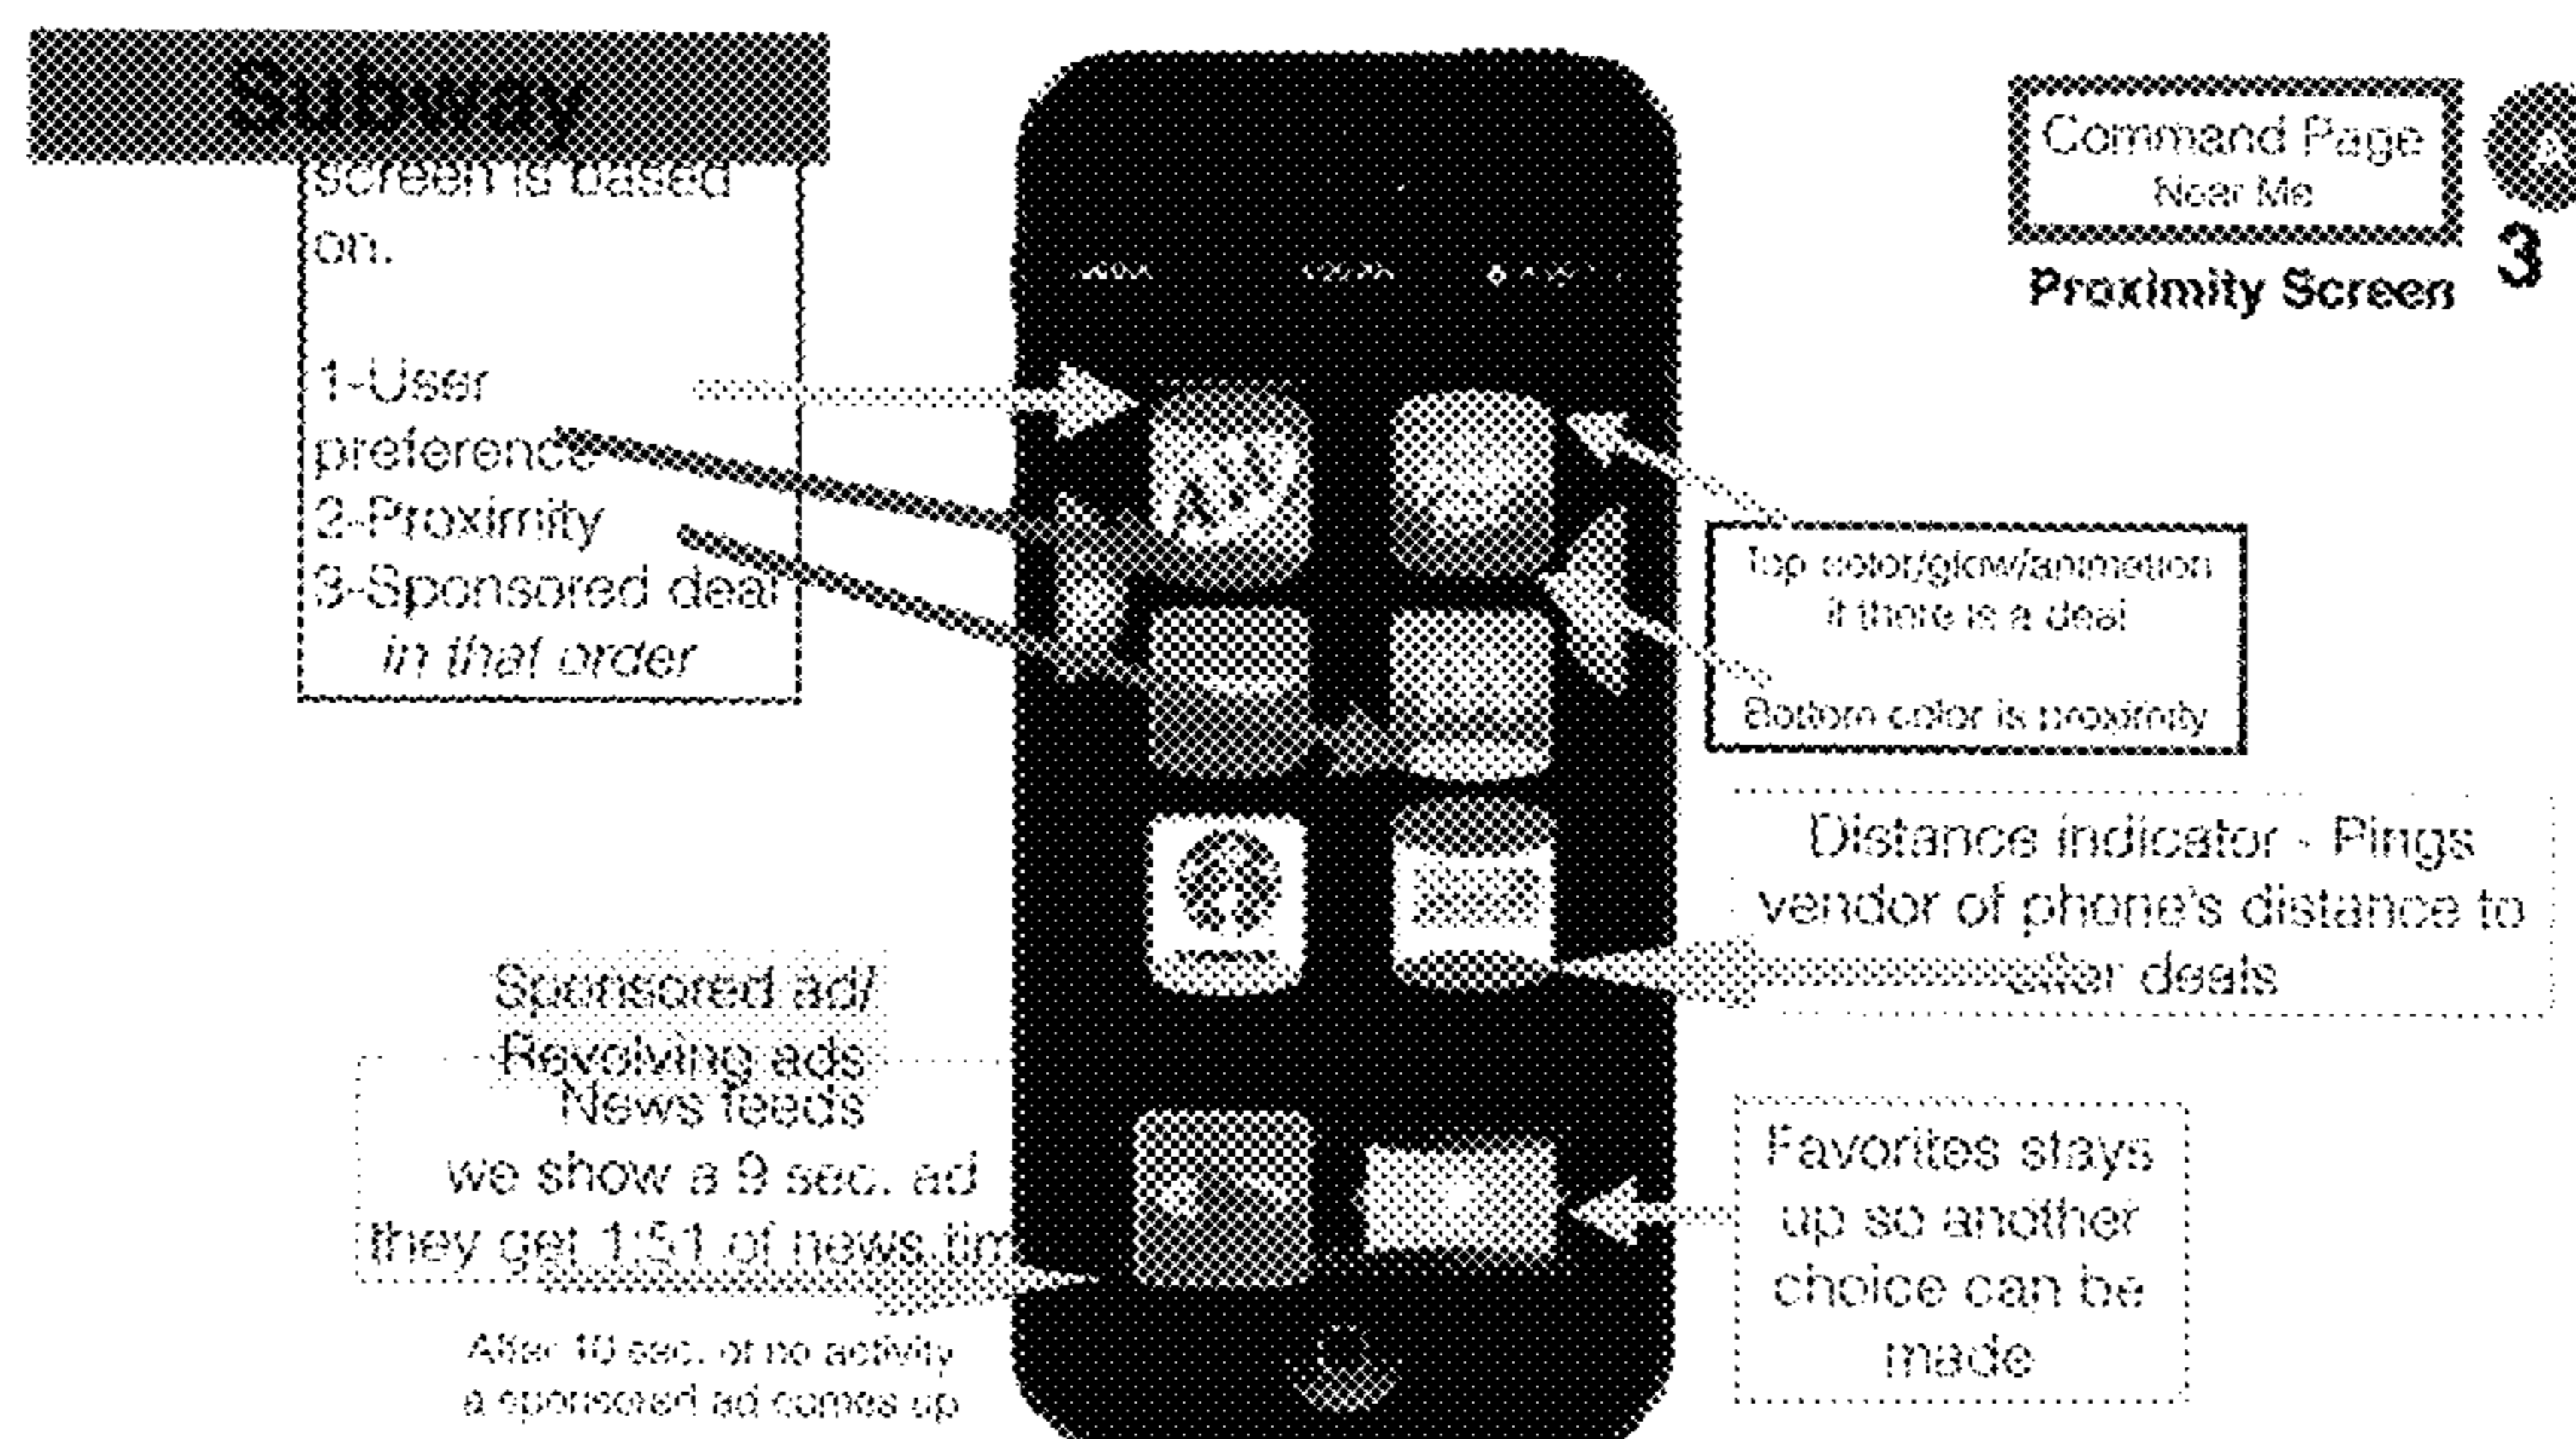 Subway
screen is based
on.
1-User
preference
2-Proximity
3-Sponsored deal
in that order
Command Page
Near Me
A
3
Proximity Screen
A&W
Top color/glow/animation
if there is a deal
Bottom color is proximity
Distance indicator - Pings
vendor of phone's distance to
offer deals
Sponsored ad/
Revolving ads
News feeds
we show a 9 sec. ad
they get 1:51 of news tim
After 10 sec. of no activity
a sponsored ad comes up
Favorites stays
up so another
choice can be
made